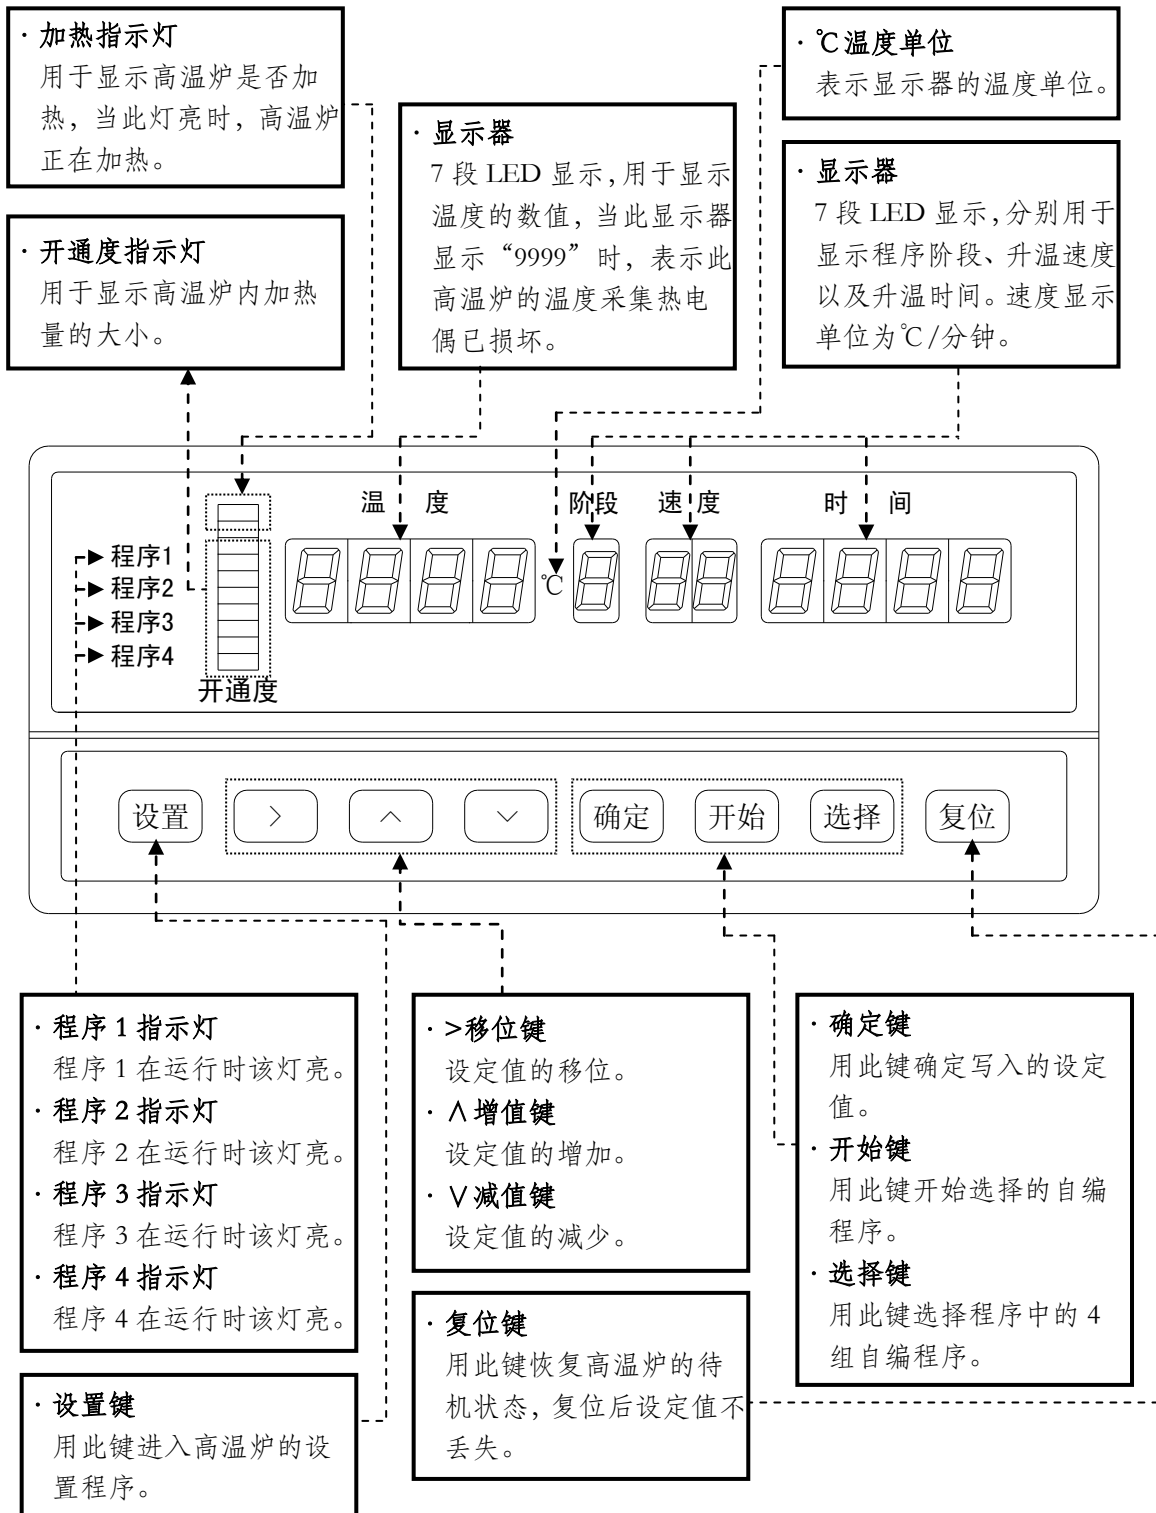 ·加热指示灯
用于显示高温炉是否加
热，当此灯亮时，高温炉
正在加热。
·开通度指示灯
用于显示高温炉内加热
量的大小。
·显示器
7 段 LED 显示，用于显示
温度的数值，当此显示器
显示“9999”时，表示此
高温炉的温度采集热电
偶已损坏。
·℃温度单位
表示显示器的温度单位。
·显示器
7 段 LED 显示，分别用于
显示程序阶段、升温速度
以及升温时间。速度显示
单位为℃/分钟。
温 度 阶段 速度 时 间
程序1
程序2
程序3
程序4
8888 ℃ 8 88 8888
开通度
设置 > ∧ ∨ 确定 开始 选择 复位
·程序 1 指示灯
程序 1 在运行时该灯亮。
·程序 2 指示灯
程序 2 在运行时该灯亮。
·程序 3 指示灯
程序 3 在运行时该灯亮。
·程序 4 指示灯
程序 4 在运行时该灯亮。
·设置键
用此键进入高温炉的设
置程序。
·>移位键
设定值的移位。
·∧增值键
设定值的增加。
·∨减值键
设定值的减少。
·复位键
用此键恢复高温炉的待
机状态，复位后设定值不
丢失。
·确定键
用此键确定写入的设定
值。
·开始键
用此键开始选择的自编
程序。
·选择键
用此键选择程序中的 4
组自编程序。